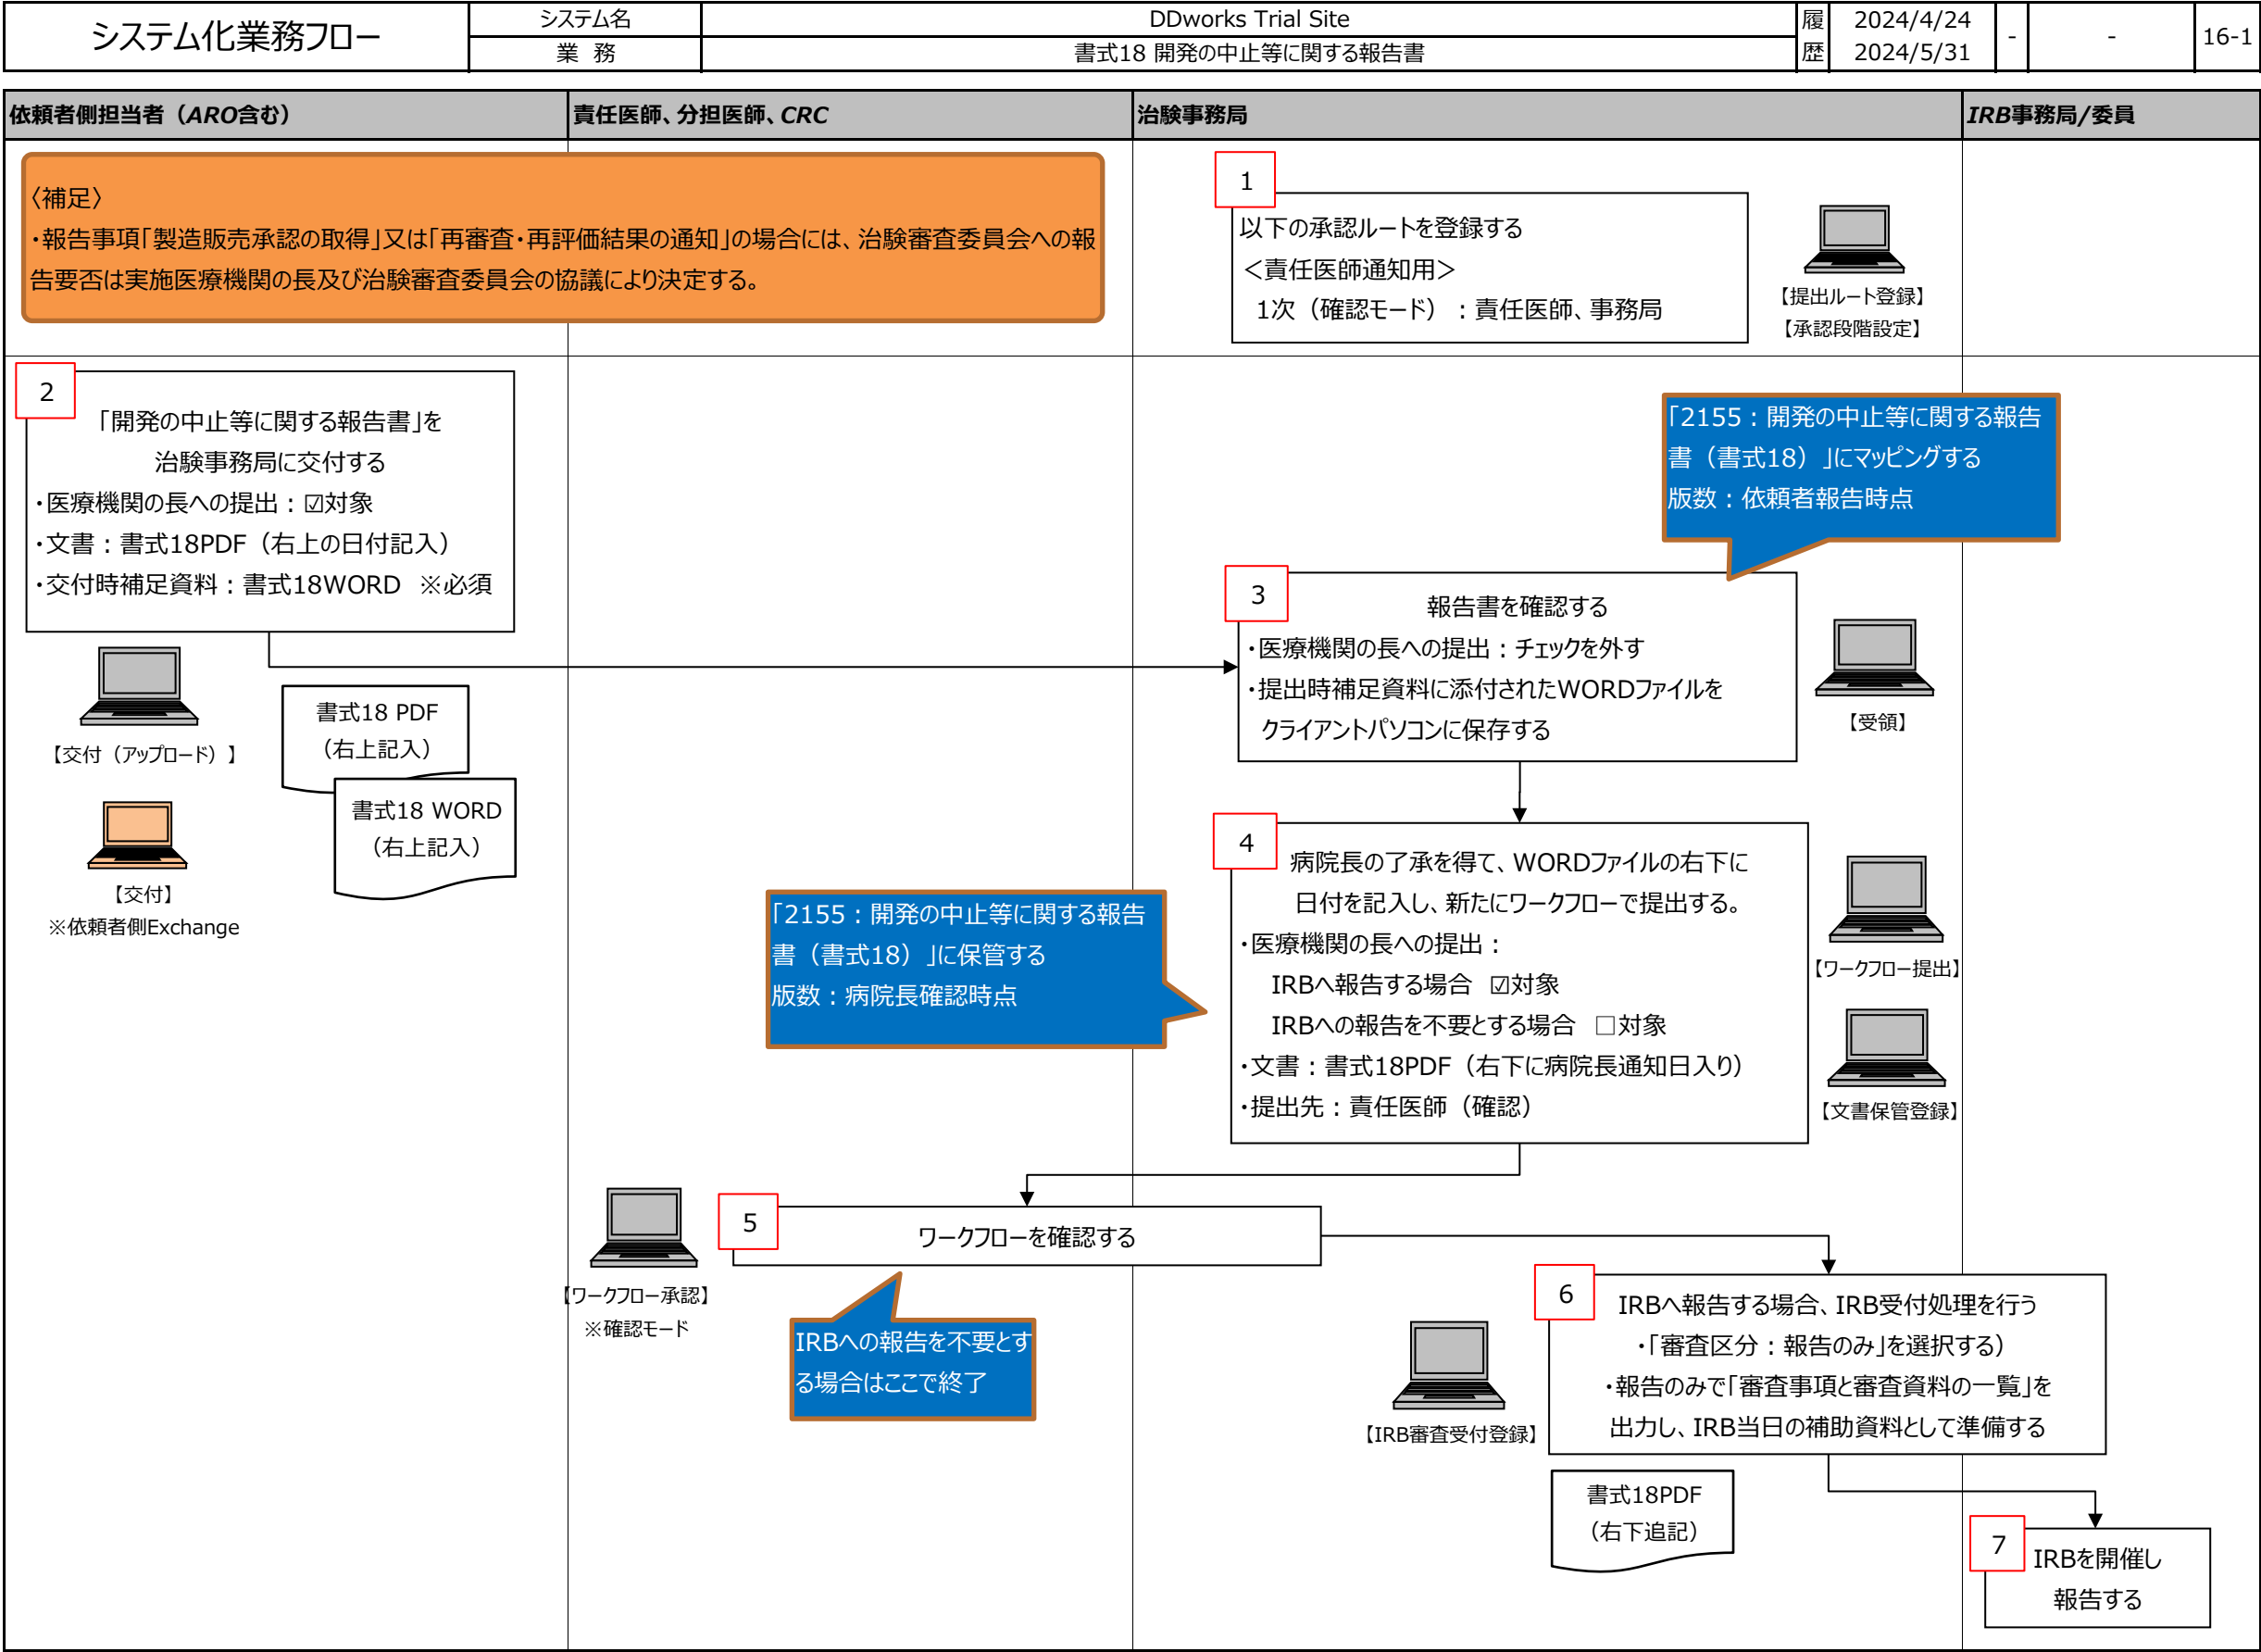 システム化業務フロー
システム名
DDworks Trial Site
履歴
2024/4/24
2024/5/31
-
-
16-1
業 務
書式18 開発の中止等に関する報告書
依頼者側担当者（ARO含む）
責任医師、分担医師、CRC
治験事務局
IRB事務局/委員
〈補足〉
・報告事項「製造販売承認の取得」又は「再審査・再評価結果の通知」の場合には、治験審査委員会への報
告要否は実施医療機関の長及び治験審査委員会の協議により決定する。
1
以下の承認ルートを登録する
＜責任医師通知用＞
1次（確認モード）：責任医師、事務局
【提出ルート登録】
【承認段階設定】
2
「開発の中止等に関する報告書」を
治験事務局に交付する
・医療機関の長への提出：☑対象
・文書：書式18PDF（右上の日付記入）
・交付時補足資料：書式18WORD ※必須
【交付（アップロード）】
書式18 PDF
（右上記入）
書式18 WORD
（右上記入）
【交付】
※依頼者側Exchange
「2155：開発の中止等に関する報告
書（書式18）」にマッピングする
版数：依頼者報告時点
3
報告書を確認する
・医療機関の長への提出：チェックを外す
・提出時補足資料に添付されたWORDファイルを
クライアントパソコンに保存する
【受領】
4
病院長の了承を得て、WORDファイルの右下に
日付を記入し、新たにワークフローで提出する。
・医療機関の長への提出：
IRBへ報告する場合 ☑対象
IRBへの報告を不要とする場合 □対象
・文書：書式18PDF（右下に病院長通知日入り）
・提出先：責任医師（確認）
【ワークフロー提出】
【文書保管登録】
「2155：開発の中止等に関する報告
書（書式18）」に保管する
版数：病院長確認時点
5
ワークフローを確認する
【ワークフロー承認】
※確認モード
IRBへの報告を不要とす
る場合はここで終了
6
IRBへ報告する場合、IRB受付処理を行う
・「審査区分：報告のみ」を選択する）
・報告のみで「審査事項と審査資料の一覧」を
出力し、IRB当日の補助資料として準備する
【IRB審査受付登録】
書式18PDF
（右下追記）
7
IRBを開催し
報告する